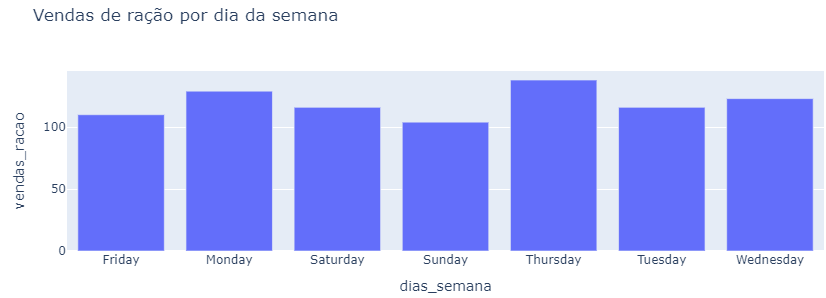 Vendas de ração por dia da semana
vendas_racao
100
50
0
Friday Monday Saturday Sunday Thursday Tuesday Wednesday
dias_semana